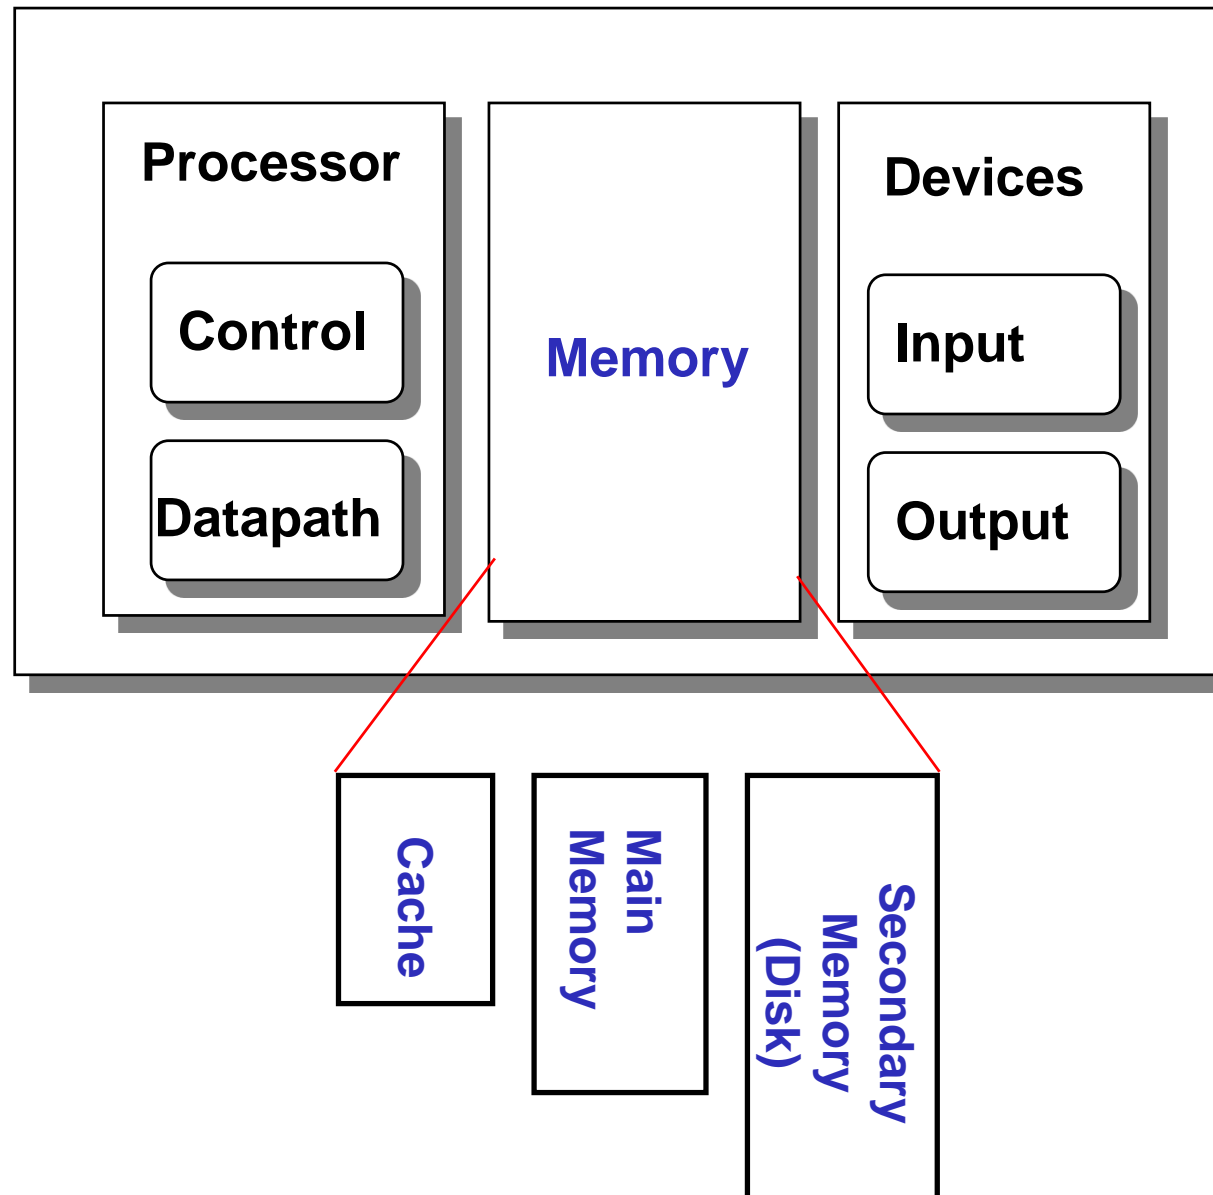 Processor
Control
Datapath
Memory
Devices
Input
Output
Cache
Main
Memory
Secondary
Memory
(Disk)